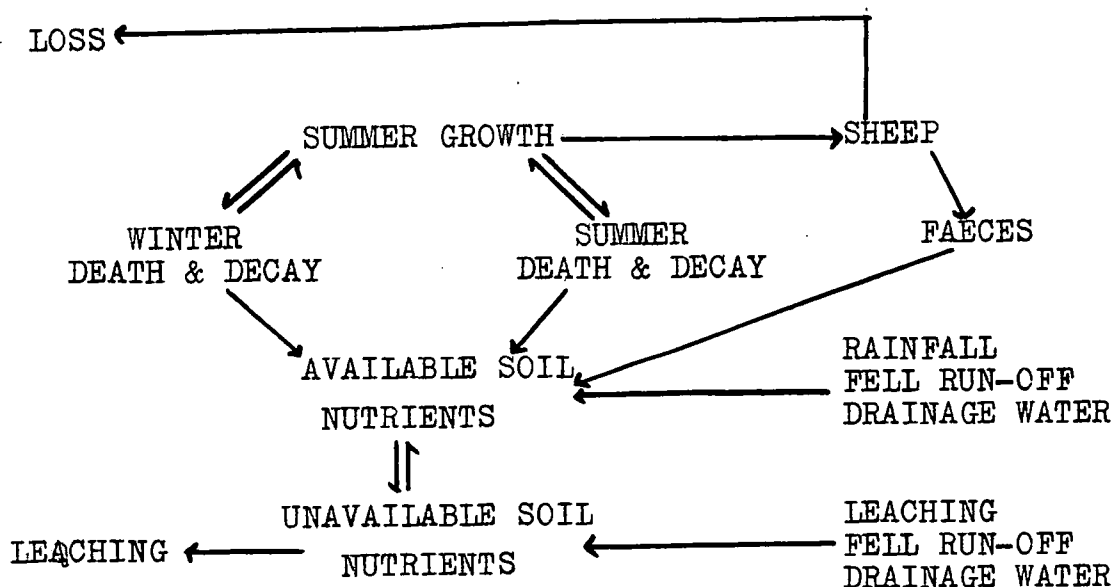 LOSS
SUMMER GROWTH
SHEEP
WINTER
DEATH & DECAY
SUMMER
DEATH & DECAY
FAECES
AVAILABLE SOIL
NUTRIENTS
RAINFALL
FELL RUN-OFF
DRAINAGE WATER
UNAVAILABLE SOIL
NUTRIENTS
LEACHING
LEACHING
FELL RUN-OFF
DRAINAGE WATER